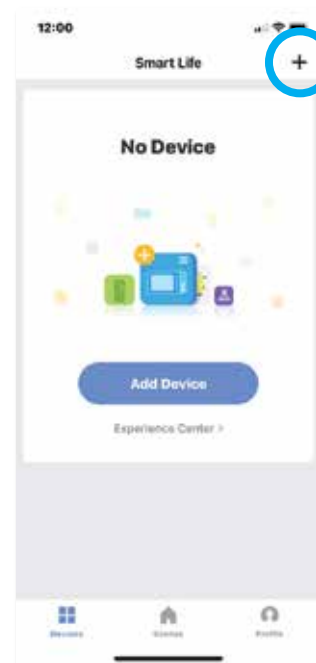 12:00
Smart Life
+
No Device
Add Device
Experience Center >
Devices
Scenes
Profile